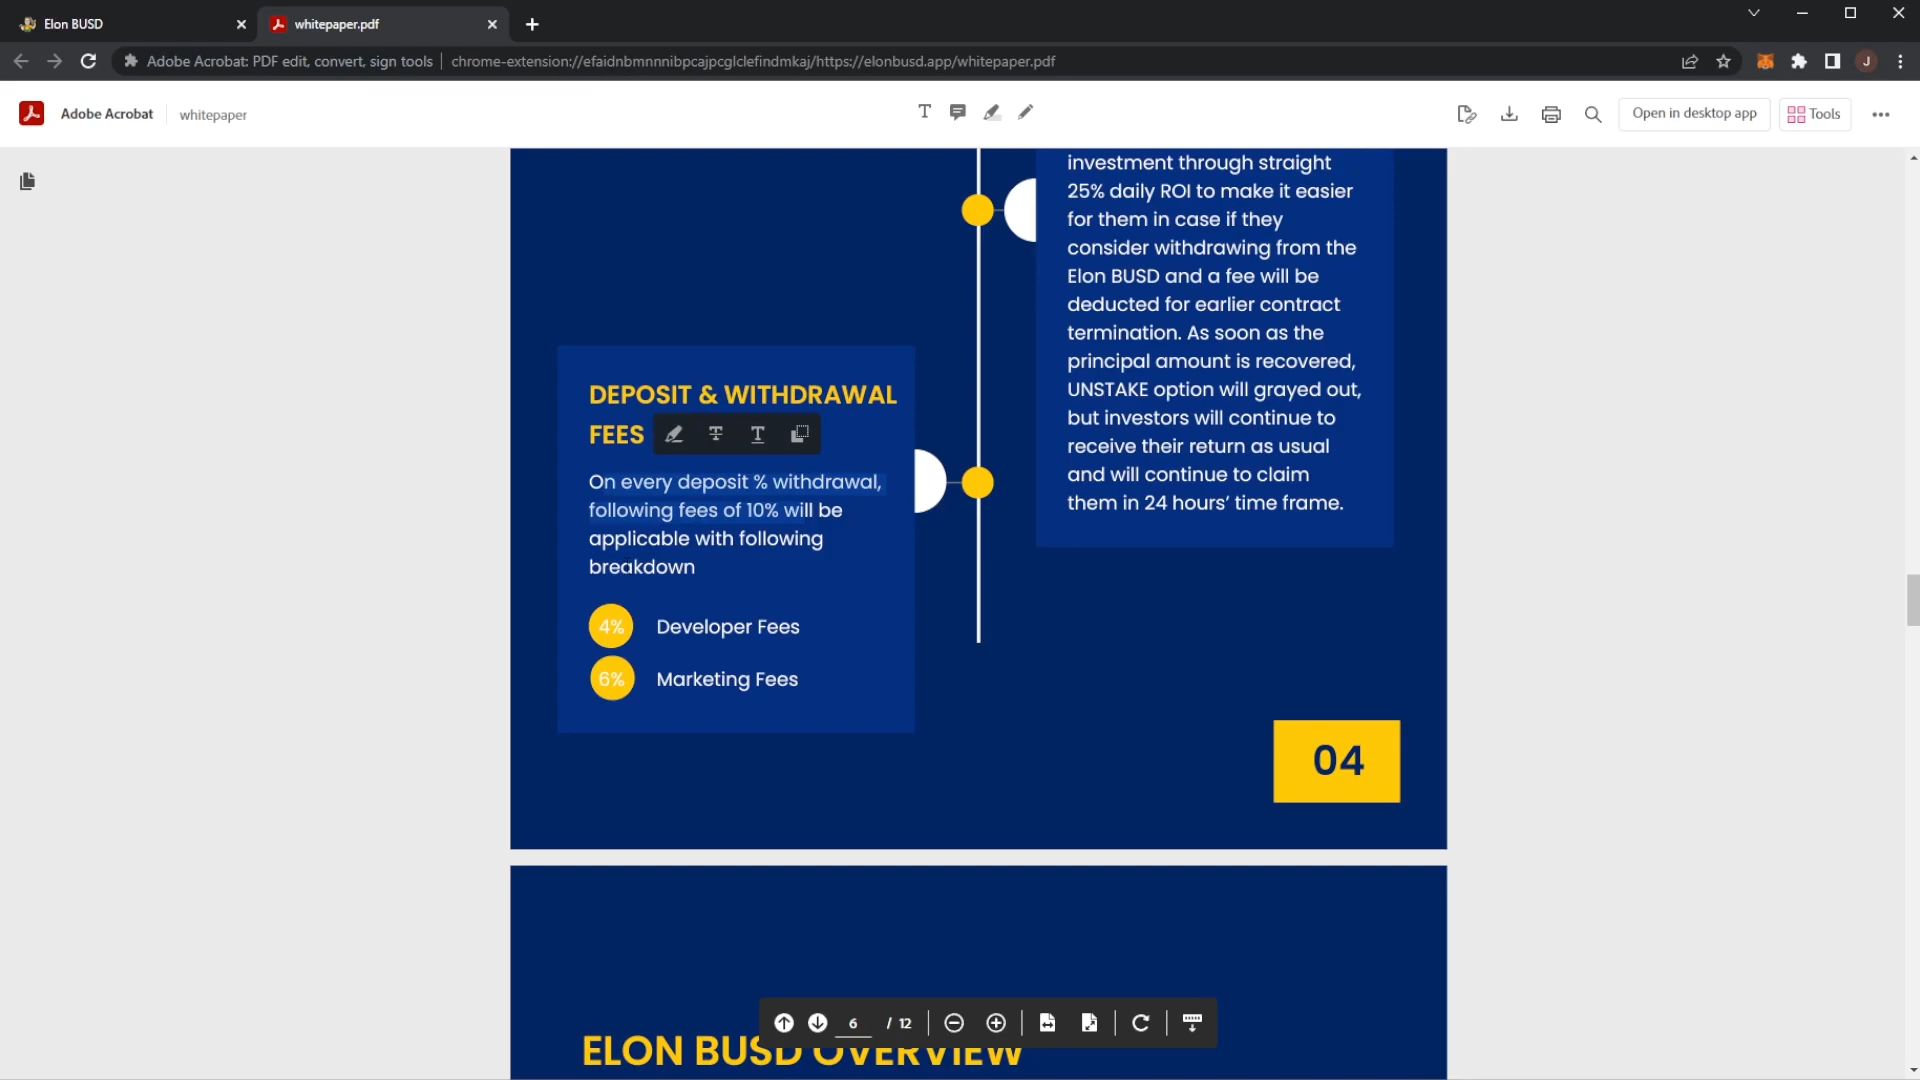 Elon BUSD
whitepaper.pdf
Adobe Acrobat: PDF edit, convert, sign tools
chrome-extension://efaidnbmnnnibpcajpcglclefindmkaj/https://elonbusd.app/whitepaper.pdf
J
Adobe Acrobat
whitepaper
Open in desktop app
Tools
investment through straight
25% daily ROI to make it easier
for them in case if they
consider withdrawing from the
Elon BUSD and a fee will be
deducted for earlier contract
termination. As soon as the
principal amount is recovered,
UNSTAKE option will grayed out,
but investors will continue to
receive their return as usual
and will continue to claim
them in 24 hours’ time frame.
DEPOSIT & WITHDRAWAL
FEES
On every deposit % withdrawal,
following fees of 10% will be
applicable with following
breakdown
4% Developer Fees
6% Marketing Fees
04
6 / 12
ELON BUSD OVERVIEW